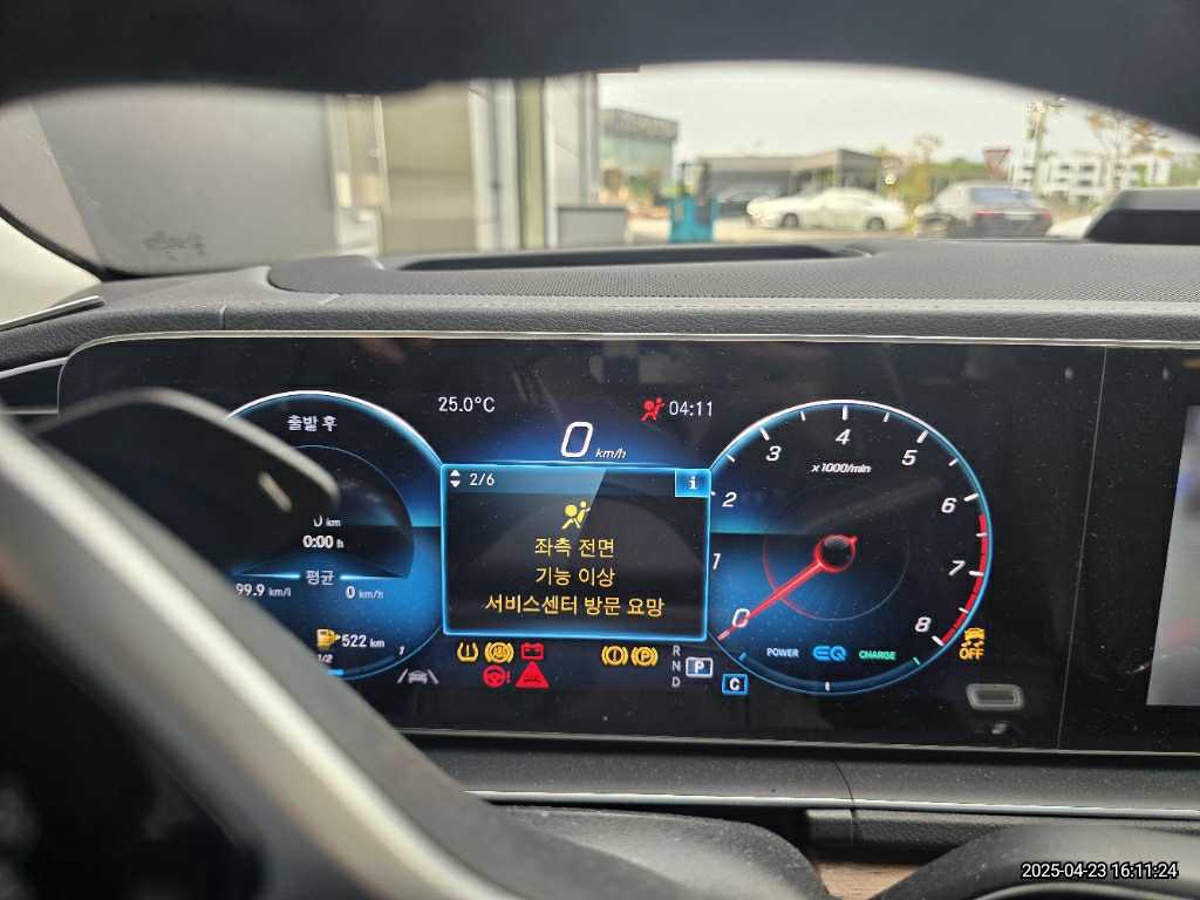 출발 후
25.0°C
04:11
0 km/h
2/6
i
좌측 전면
기능 이상
서비스센터 방문 요망
km
0:00 h
평균
99.9 km/l
0 km/h
522 km
1/2
1
0
1
2
3
4
5
6
7
8
x1000/min
POWER
EQ
CHARGE
OFF
ABS
R
N
D
P
C
2025-04-23 16:11:24